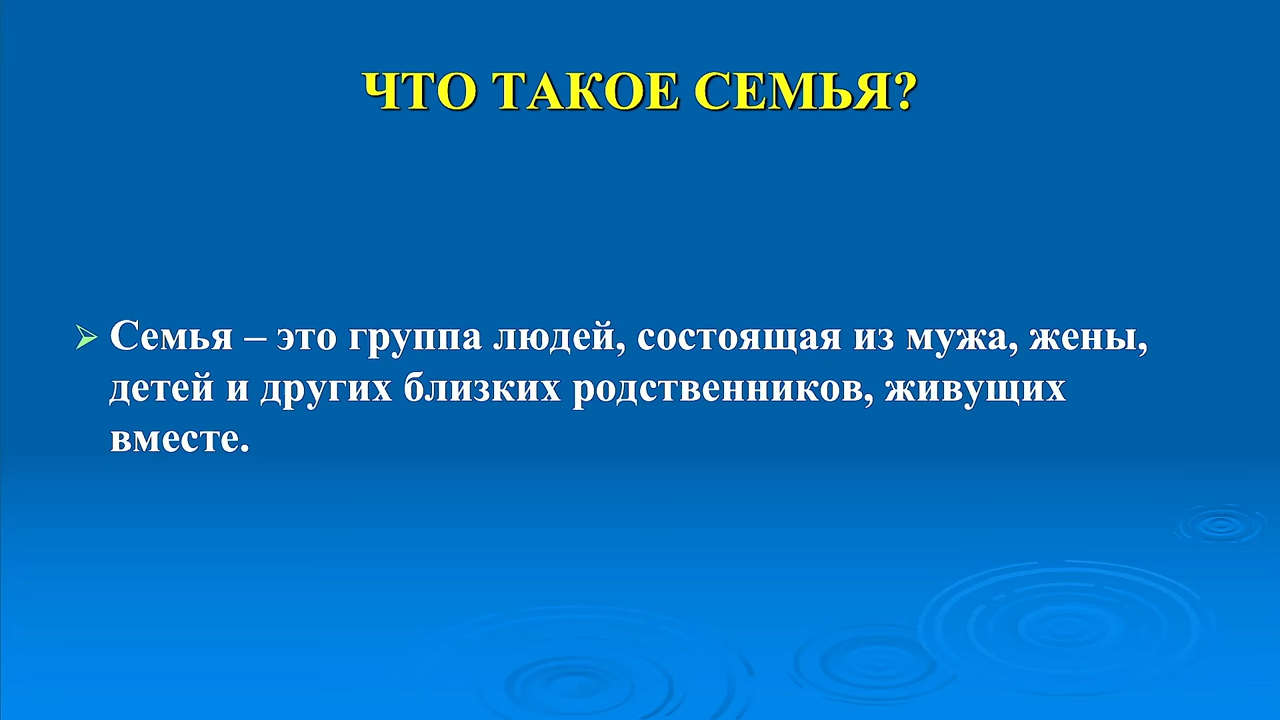 ЧТО ТАКОЕ СЕМЬЯ?
Семья – это группа людей, состоящая из мужа, жены,
детей и других близких родственников, живущих
вместе.